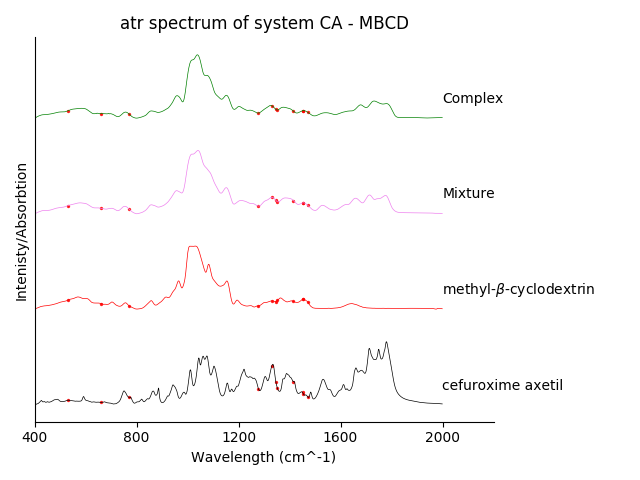 atr spectrum of system CA - MBCD
Intenisty/Absorbtion
Complex
Mixture
methyl-β-cyclodextrin
cefuroxime axetil
400 800 1200 1600 2000
Wavelength (cm^-1)